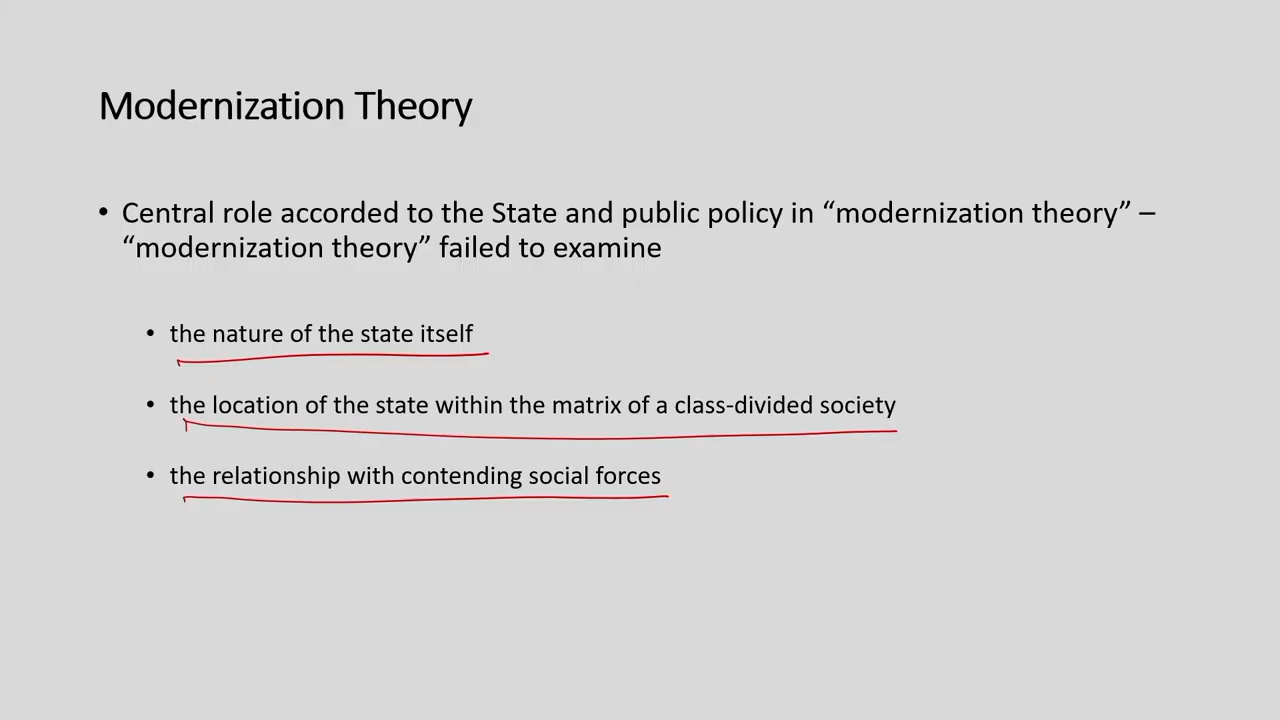 Modernization Theory
• Central role accorded to the State and public policy in “modernization theory” –
“modernization theory” failed to examine
• the nature of the state itself
• the location of the state within the matrix of a class-divided society
• the relationship with contending social forces